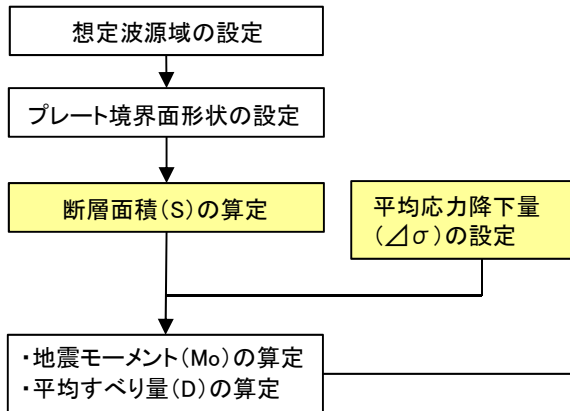 想定波源域の設定
プレート境界面形状の設定
断層面積(S)の算定
平均応力降下量
(⊿σ)の設定
・地震モーメント(Mo)の算定
・平均すべり量(D)の算定